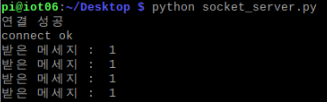 pi@iot06:~/Desktop $ python socket_server.py
연결 성공
connect ok
받은 메세지 :  1
받은 메세지 :  1
받은 메세지 :  1
받은 메세지 :  1